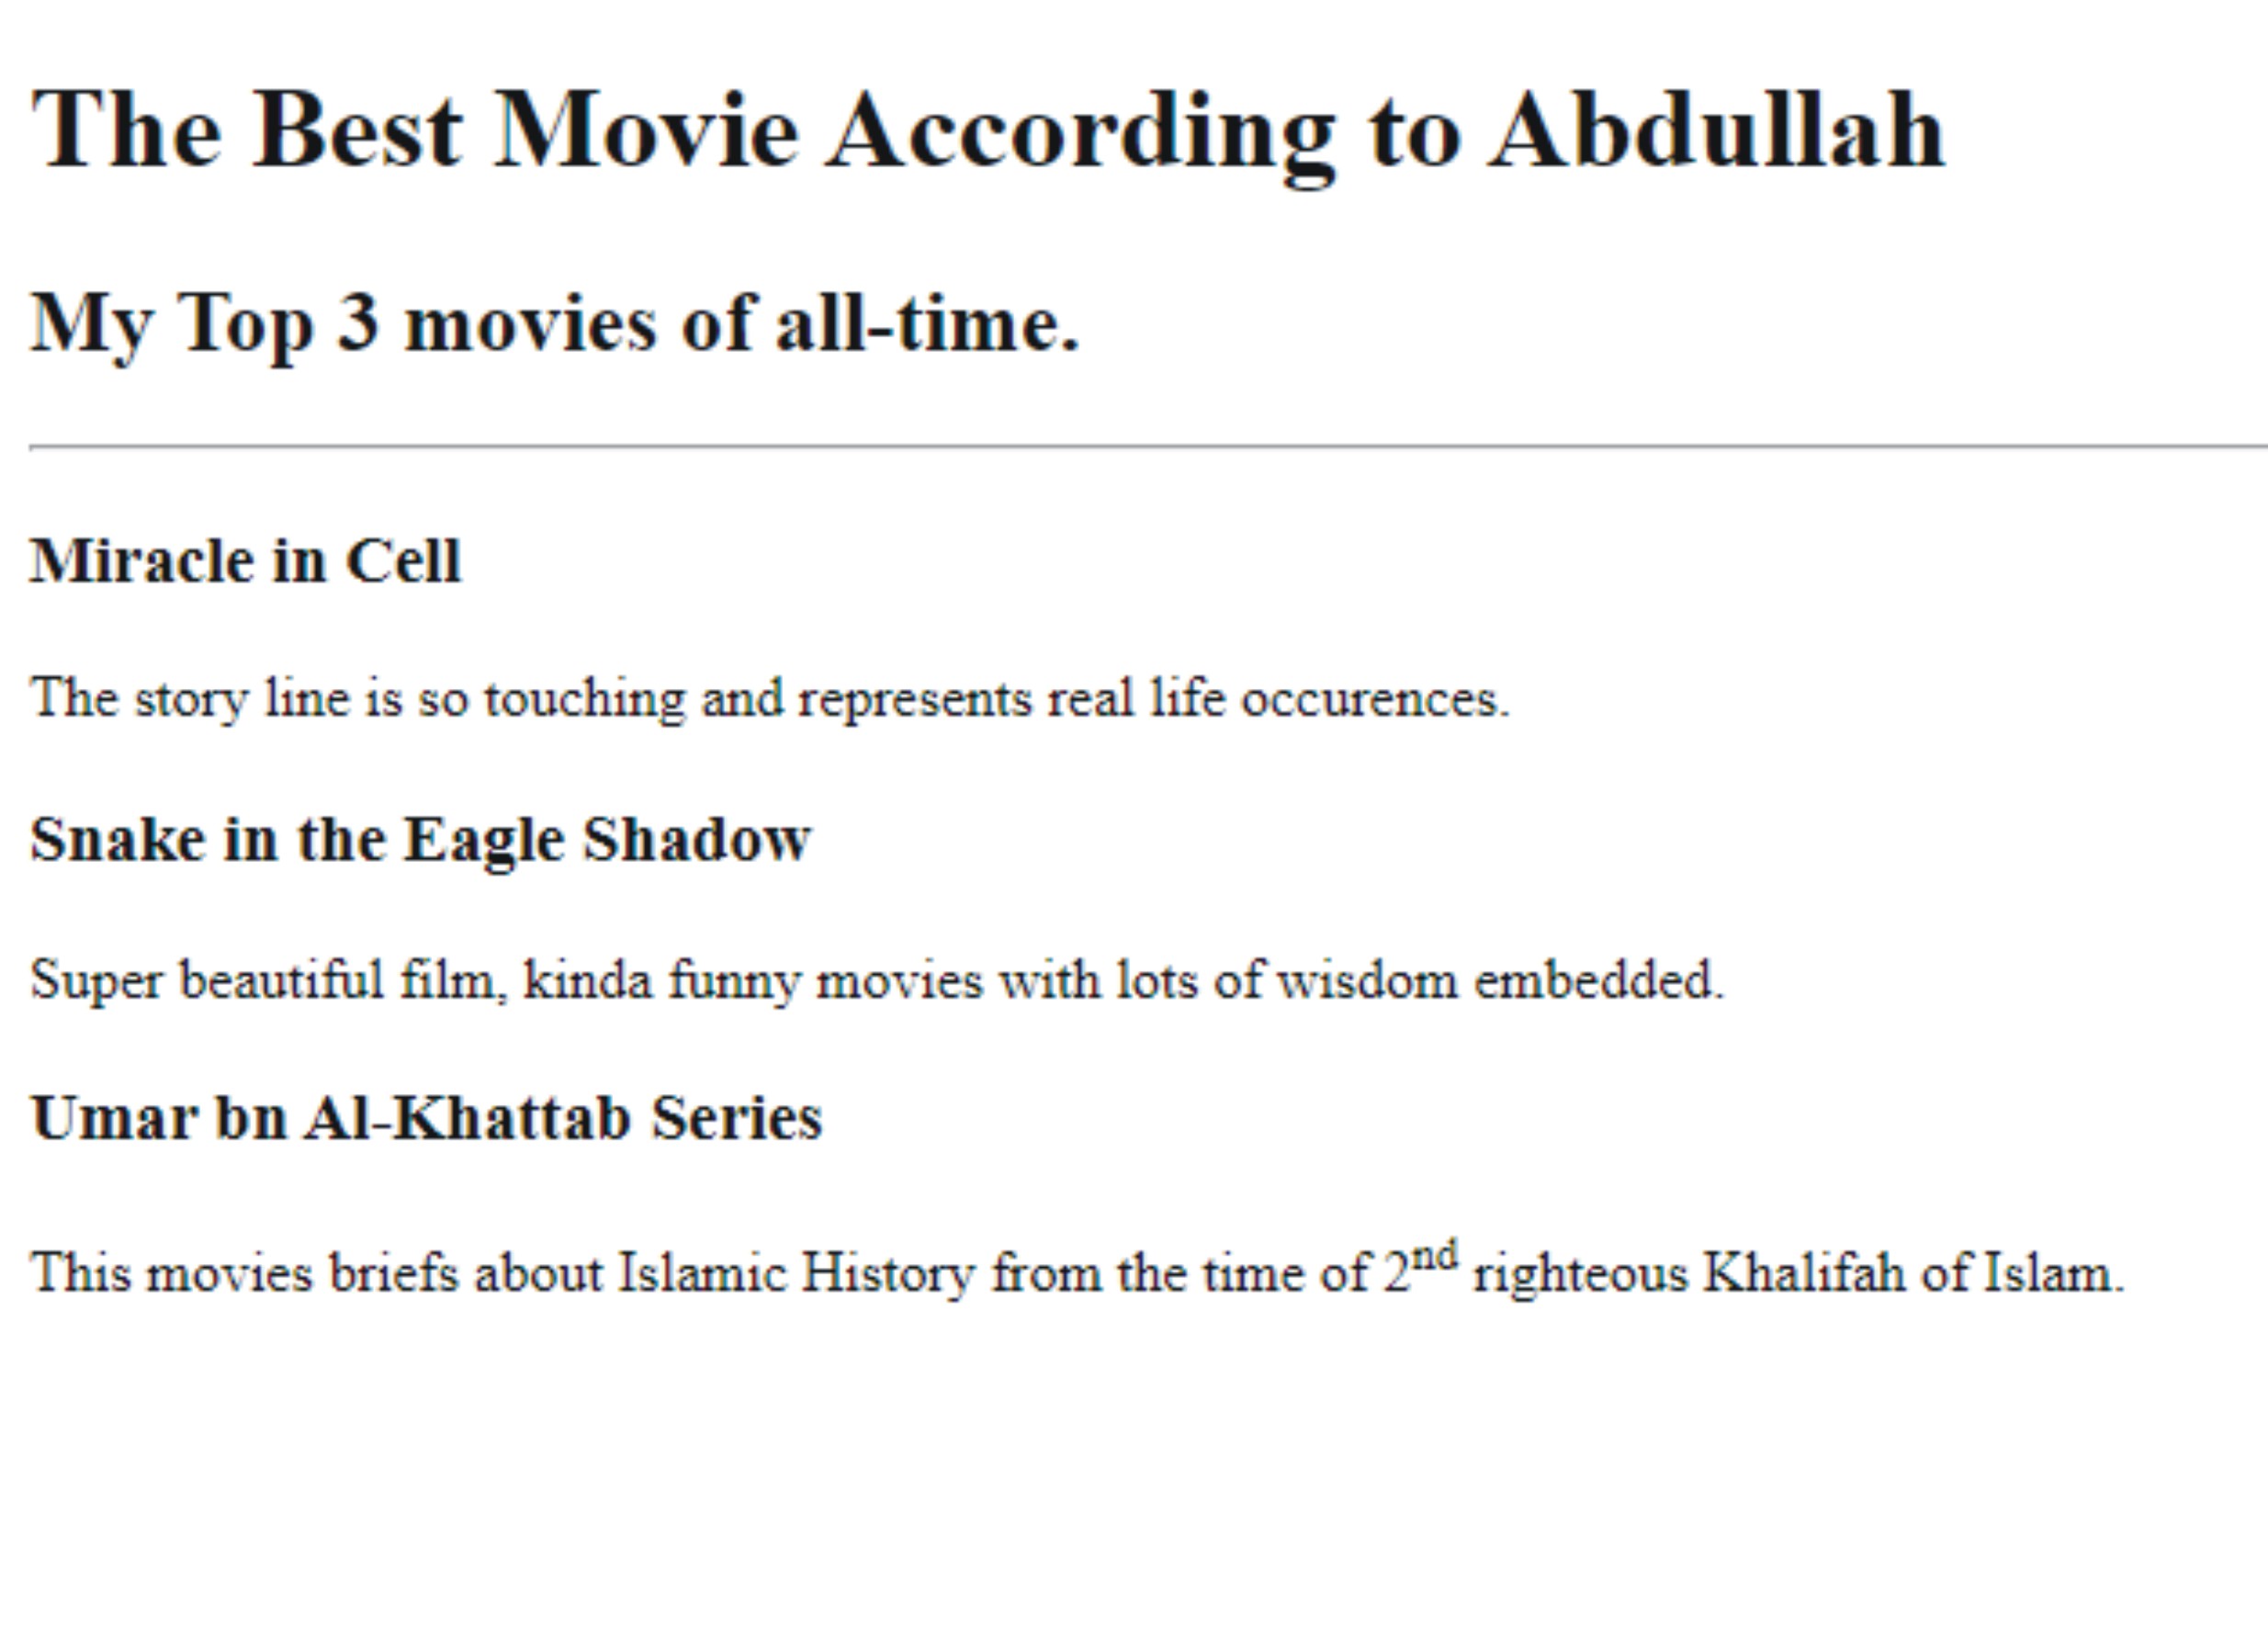 The Best Movie According to Abdullah
My Top 3 movies of all-time.
Miracle in Cell
The story line is so touching and represents real life occurences.
Snake in the Eagle Shadow
Super beautiful film, kinda funny movies with lots of wisdom embedded.
Umar bn Al-Khattab Series
This movies briefs about Islamic History from the time of 2nd righteous Khalifah of Islam.